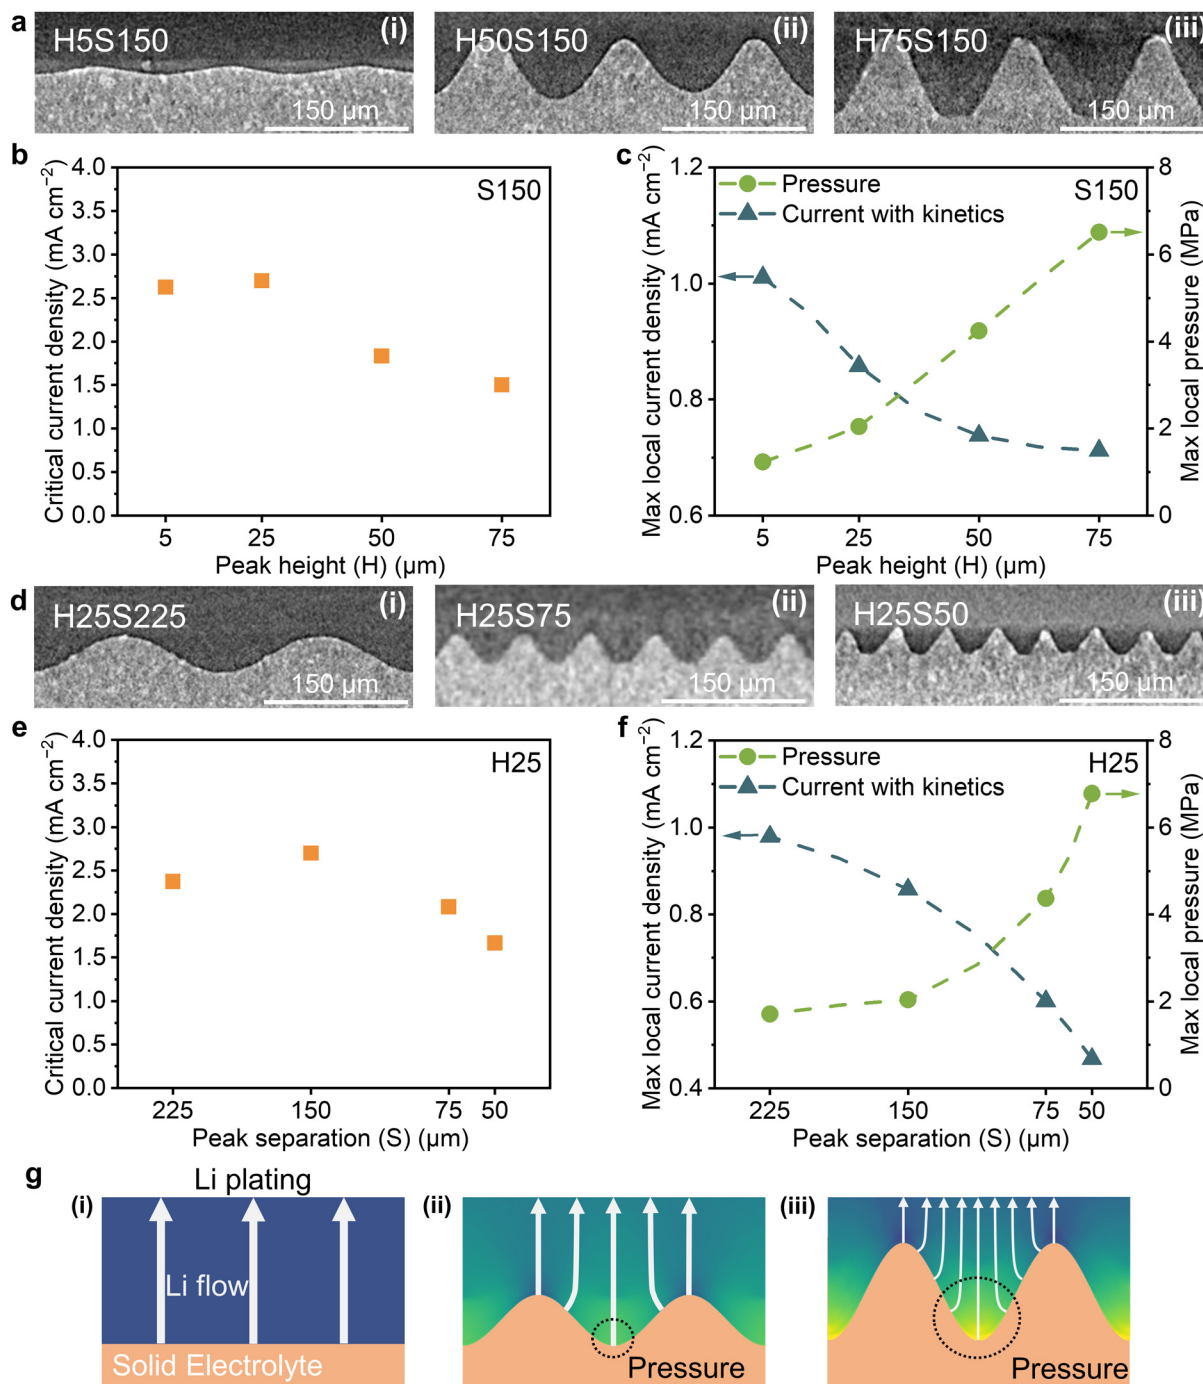 a
H5S150
(i)
150 µm
H50S150
(ii)
150 µm
H75S150
(iii)
150 µm
b
Critical current density (mA cm⁻²)
4.0
3.5
3.0
2.5
2.0
1.5
1.0
0.5
0.0
S150
5
25
50
75
Peak height (H) (µm)
c
Max local current density (mA cm⁻²)
1.2
1.0
0.8
0.6
Pressure
Current with kinetics
S150
8
6
4
2
0
Max local pressure (MPa)
5
25
50
75
Peak height (H) (µm)
d
H25S225
(i)
150 µm
H25S75
(ii)
150 µm
H25S50
(iii)
150 µm
e
Critical current density (mA cm⁻²)
4.0
3.5
3.0
2.5
2.0
1.5
1.0
0.5
0.0
H25
225
150
75
50
Peak separation (S) (µm)
f
Max local current density (mA cm⁻²)
1.2
1.0
0.8
0.6
0.4
Pressure
Current with kinetics
H25
8
6
4
2
0
Max local pressure (MPa)
225
150
75
50
Peak separation (S) (µm)
g
Li plating
(i)
Li flow
Solid Electrolyte
(ii)
Pressure
(iii)
Pressure